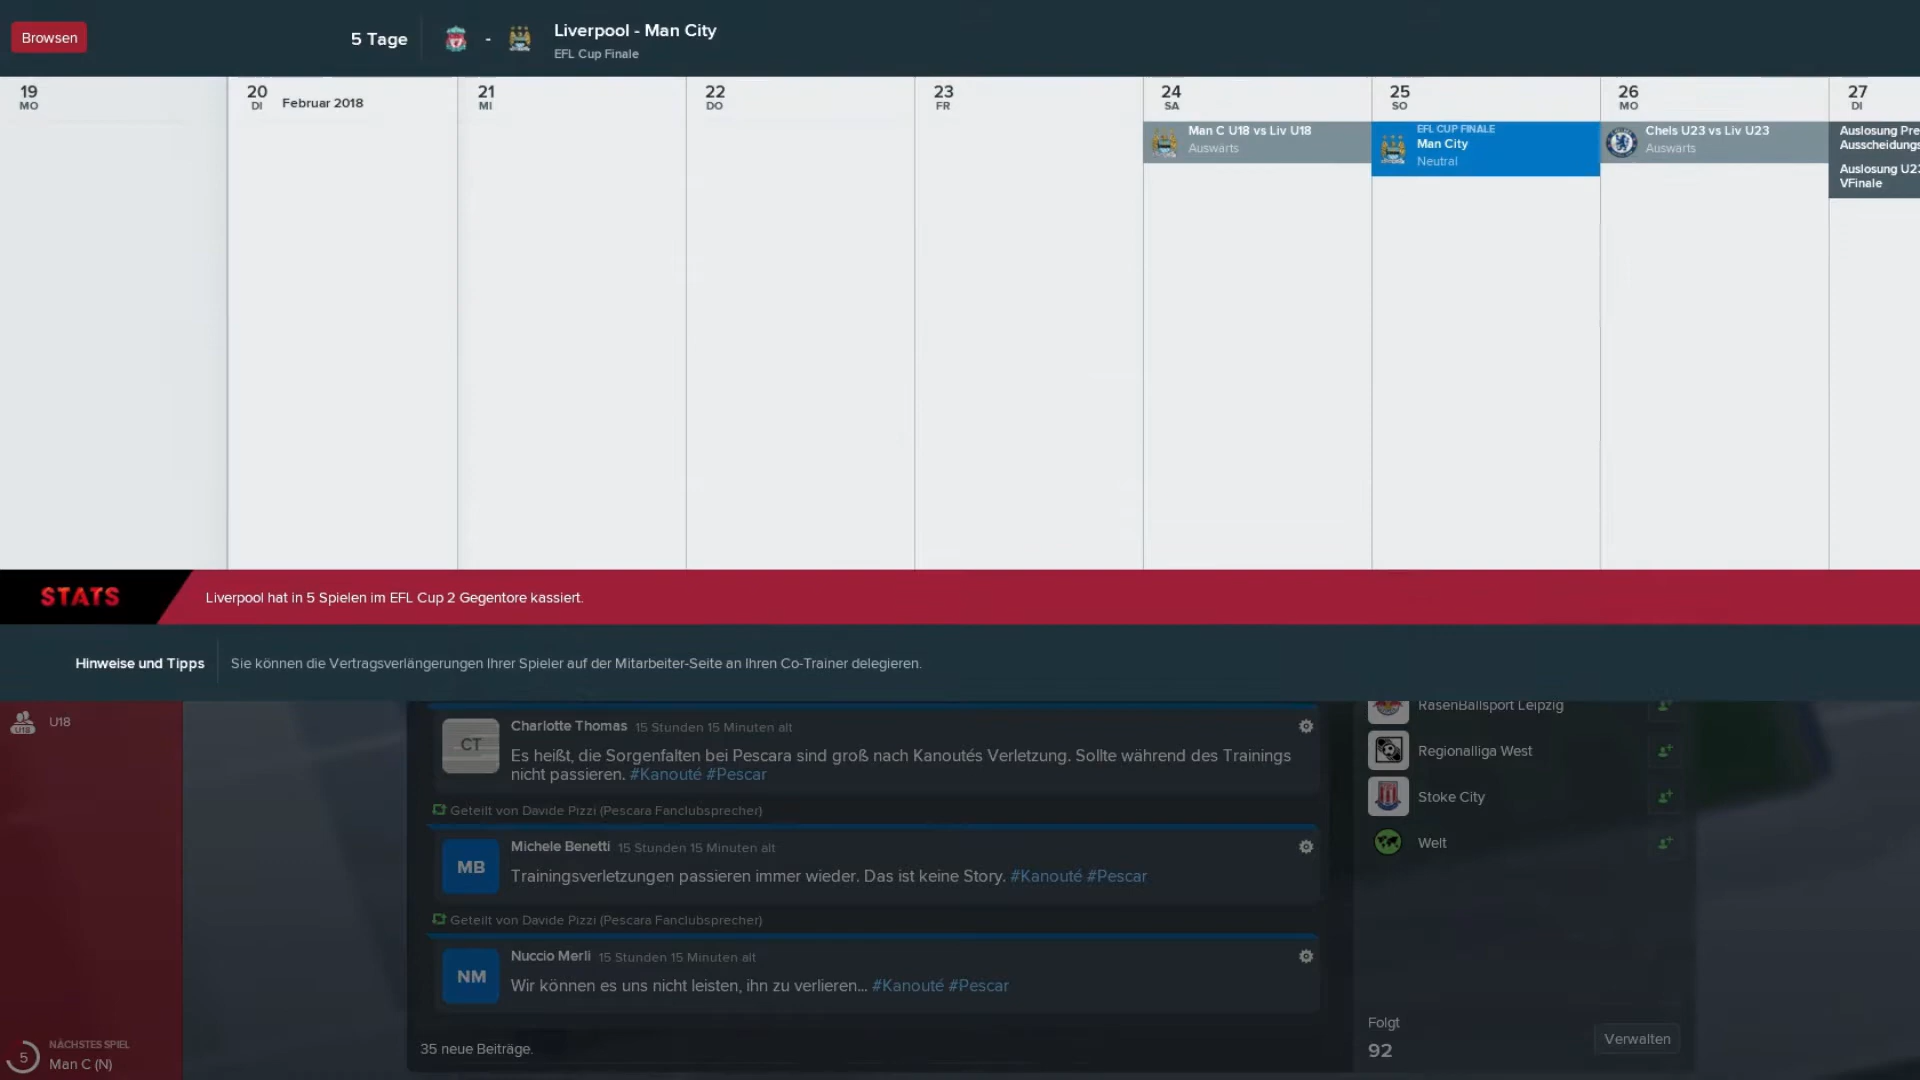 Browsen
5 Tage
-
Liverpool - Man City
EFL Cup Finale
19
MO
20
DI
Februar 2018
21
MI
22
DO
23
FR
24
SA
25
SO
26
MO
27
DI
Man C U18 vs Liv U18
Auswärts
EFL CUP FINALE
Man City
Neutral
Chels U23 vs Liv U23
Auswärts
Auslosung Pre
Ausscheidungs
Auslosung U23
VFinale
STATS
Liverpool hat in 5 Spielen im EFL Cup 2 Gegentore kassiert.
Hinweise und Tipps
Sie können die Vertragsverlängerungen Ihrer Spieler auf der Mitarbeiter-Seite an Ihren Co-Trainer delegieren.
U18
U18
CT
Charlotte Thomas 15 Stunden 15 Minuten alt
Es heißt, die Sorgenfalten bei Pescara sind groß nach Kanoutés Verletzung. Sollte während des Trainings
nicht passieren. #Kanouté #Pescar
Geteilt von Davide Pizzi (Pescara Fanclubsprecher)
MB
Michele Benetti 15 Stunden 15 Minuten alt
Trainingsverletzungen passieren immer wieder. Das ist keine Story. #Kanouté #Pescar
Geteilt von Davide Pizzi (Pescara Fanclubsprecher)
NM
Nuccio Merli 15 Stunden 15 Minuten alt
Wir können es uns nicht leisten, ihn zu verlieren... #Kanouté #Pescar
35 neue Beiträge.
RasenBallsport Leipzig
Regionalliga West
Stoke City
Welt
Folgt
92
Verwalten
5
NÄCHSTES SPIEL
Man C (N)